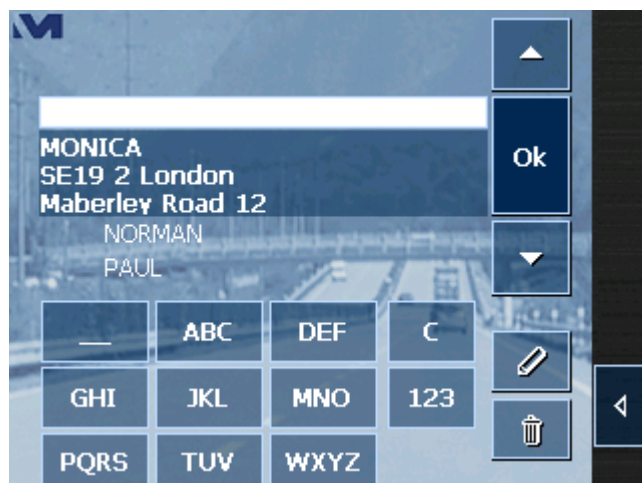 MONICA
SE19 2 London
Maberley Road 12
NORMAN
PAUL
Ok
__ ABC DEF C
GHI JKL MNO 123
PQRS TUV WXYZ